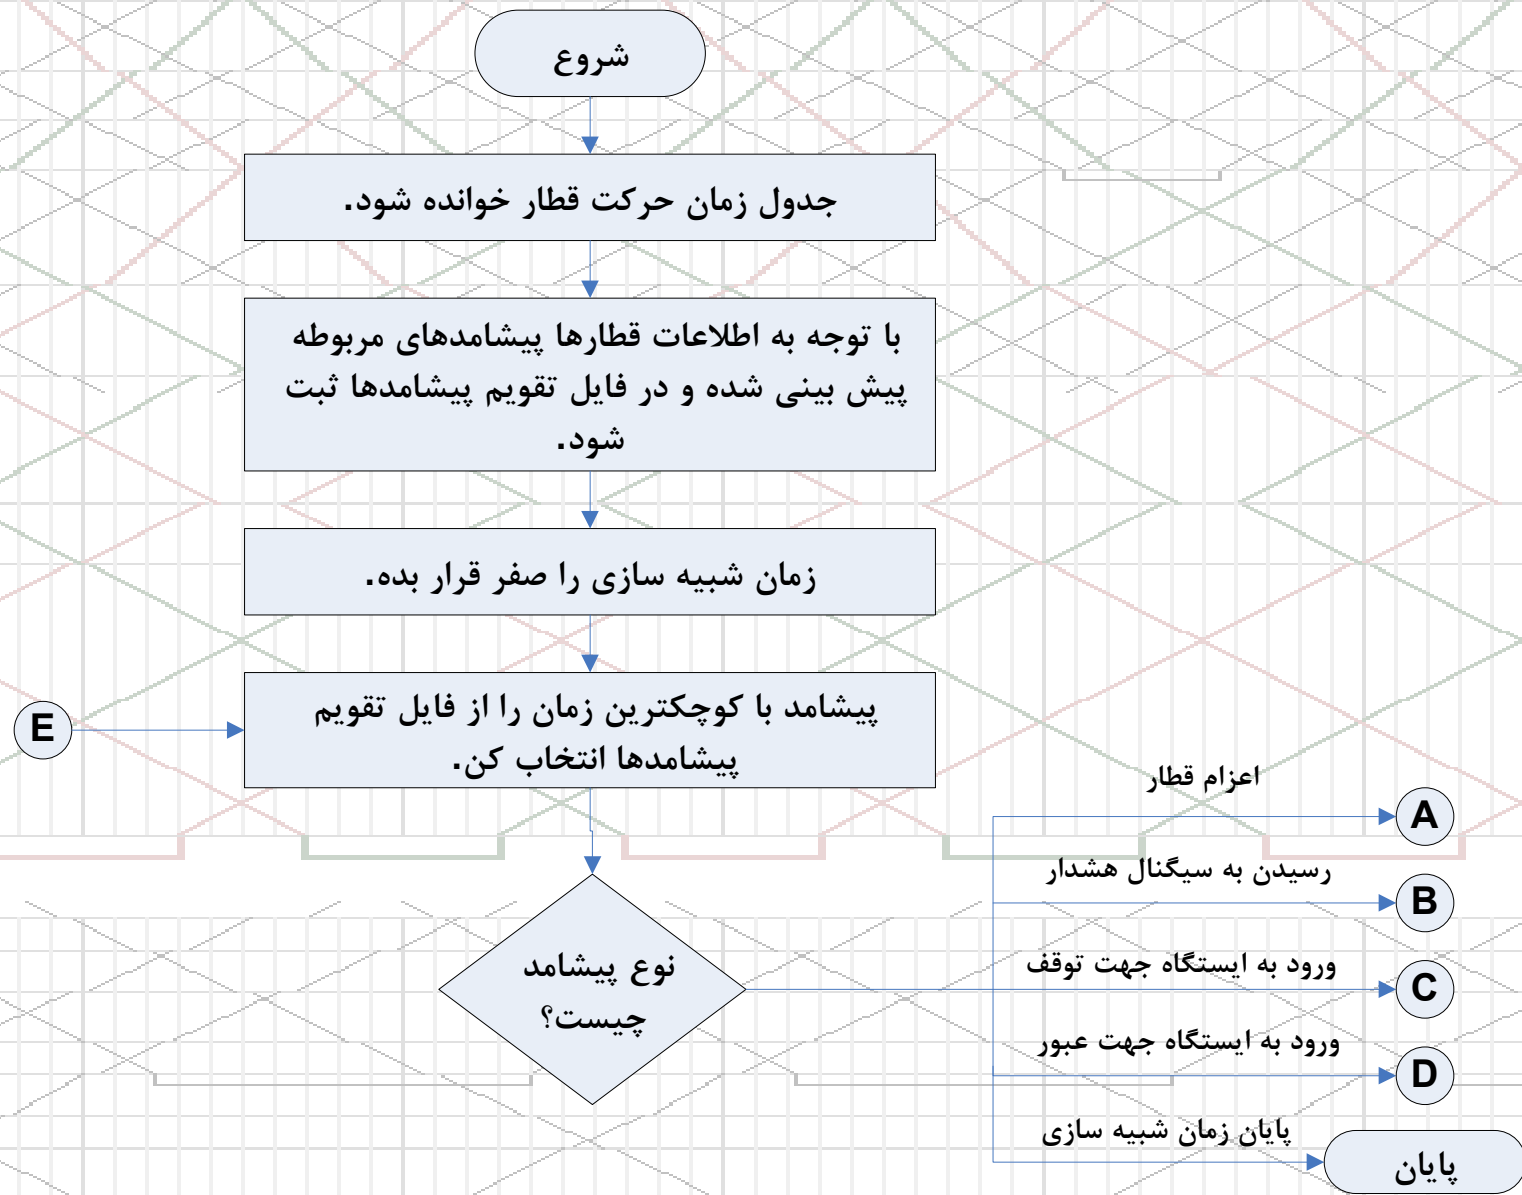 شروع
جدول زمان حرکت قطار خوانده شود.
با توجه به اطلاعات قطارها پیشامدهای مربوطه
پیش بینی شده و در فایل تقویم پیشامدها ثبت
شود.
زمان شبیه سازی را صفر قرار بده.
E
پیشامد با کوچکترین زمان را از فایل تقویم
پیشامدها انتخاب کن.
نوع پیشامد
چیست؟
اعزام قطار
A
رسیدن به سیگنال هشدار
B
ورود به ایستگاه جهت توقف
C
ورود به ایستگاه جهت عبور
D
پایان زمان شبیه سازی
پایان